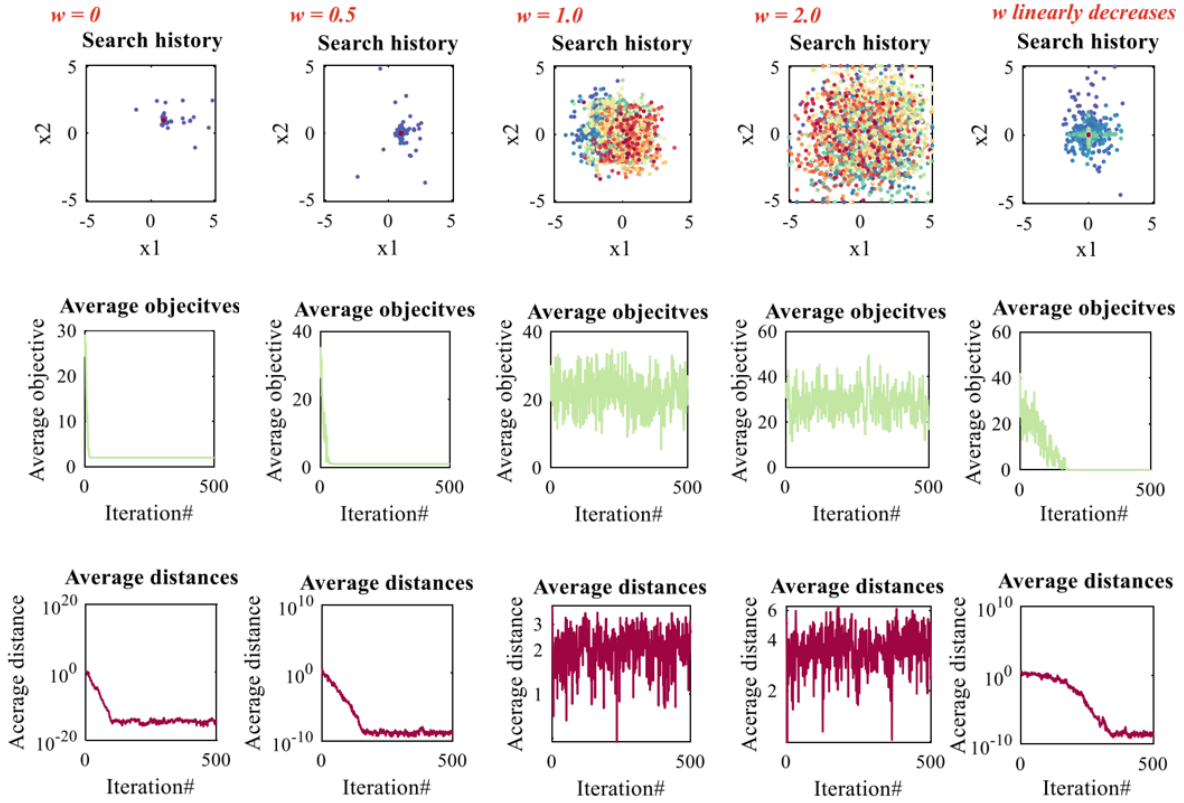 w = 0
w = 0.5
w = 1.0
w = 2.0
w linearly decreases
Search history
Search history
Search history
Search history
Search history
5
0
-5
x2
-5 0 5
x1
5
0
-5
x2
-5 0 5
x1
5
0
-5
x2
-5 0 5
x1
5
0
-5
x2
-5 0 5
x1
5
0
-5
x2
-5 0 5
x1
Average objecitves
Average objecitves
Average objecitves
Average objecitves
Average objecitves
30
20
10
0
Average objective
0 500
Iteration#
40
20
0
Average objective
0 500
Iteration#
40
20
0
Average objective
0 500
Iteration#
60
40
20
0
Average objective
0 500
Iteration#
60
40
20
0
Average objective
0 500
Iteration#
Average distances
Average distances
Average distances
Average distances
Average distances
10^20
10^0
10^-20
Acerage distance
0 500
Iteration#
10^10
10^0
10^-10
Acerage distance
0 500
Iteration#
3
2
1
Acerage distance
0 500
Iteration#
6
4
2
Acerage distance
0 500
Iteration#
10^10
10^0
10^-10
Acerage distance
0 500
Iteration#